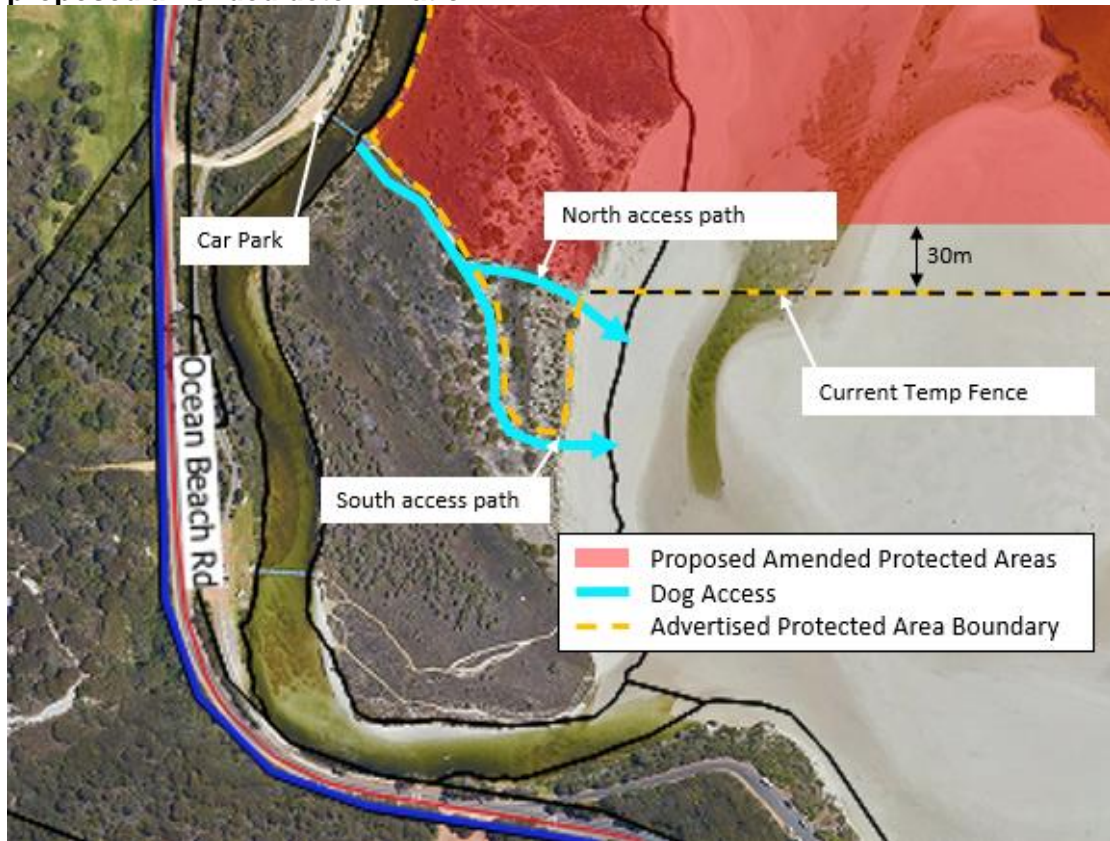 North access path
Car Park
30m
Current Temp Fence
Ocean Beach Rd
South access path
Proposed Amended Protected Areas
Dog Access
Advertised Protected Area Boundary